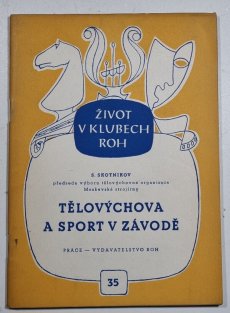 ŽIVOT
V KLUBECH
ROH
S. SKOTNIKOV
předseda výboru tělovýchovné organisace
Moskevské strojírny
TĚLOVÝCHOVA
A SPORT V ZÁVODĚ
PRÁCE — VYDAVATELSTVO ROH
35